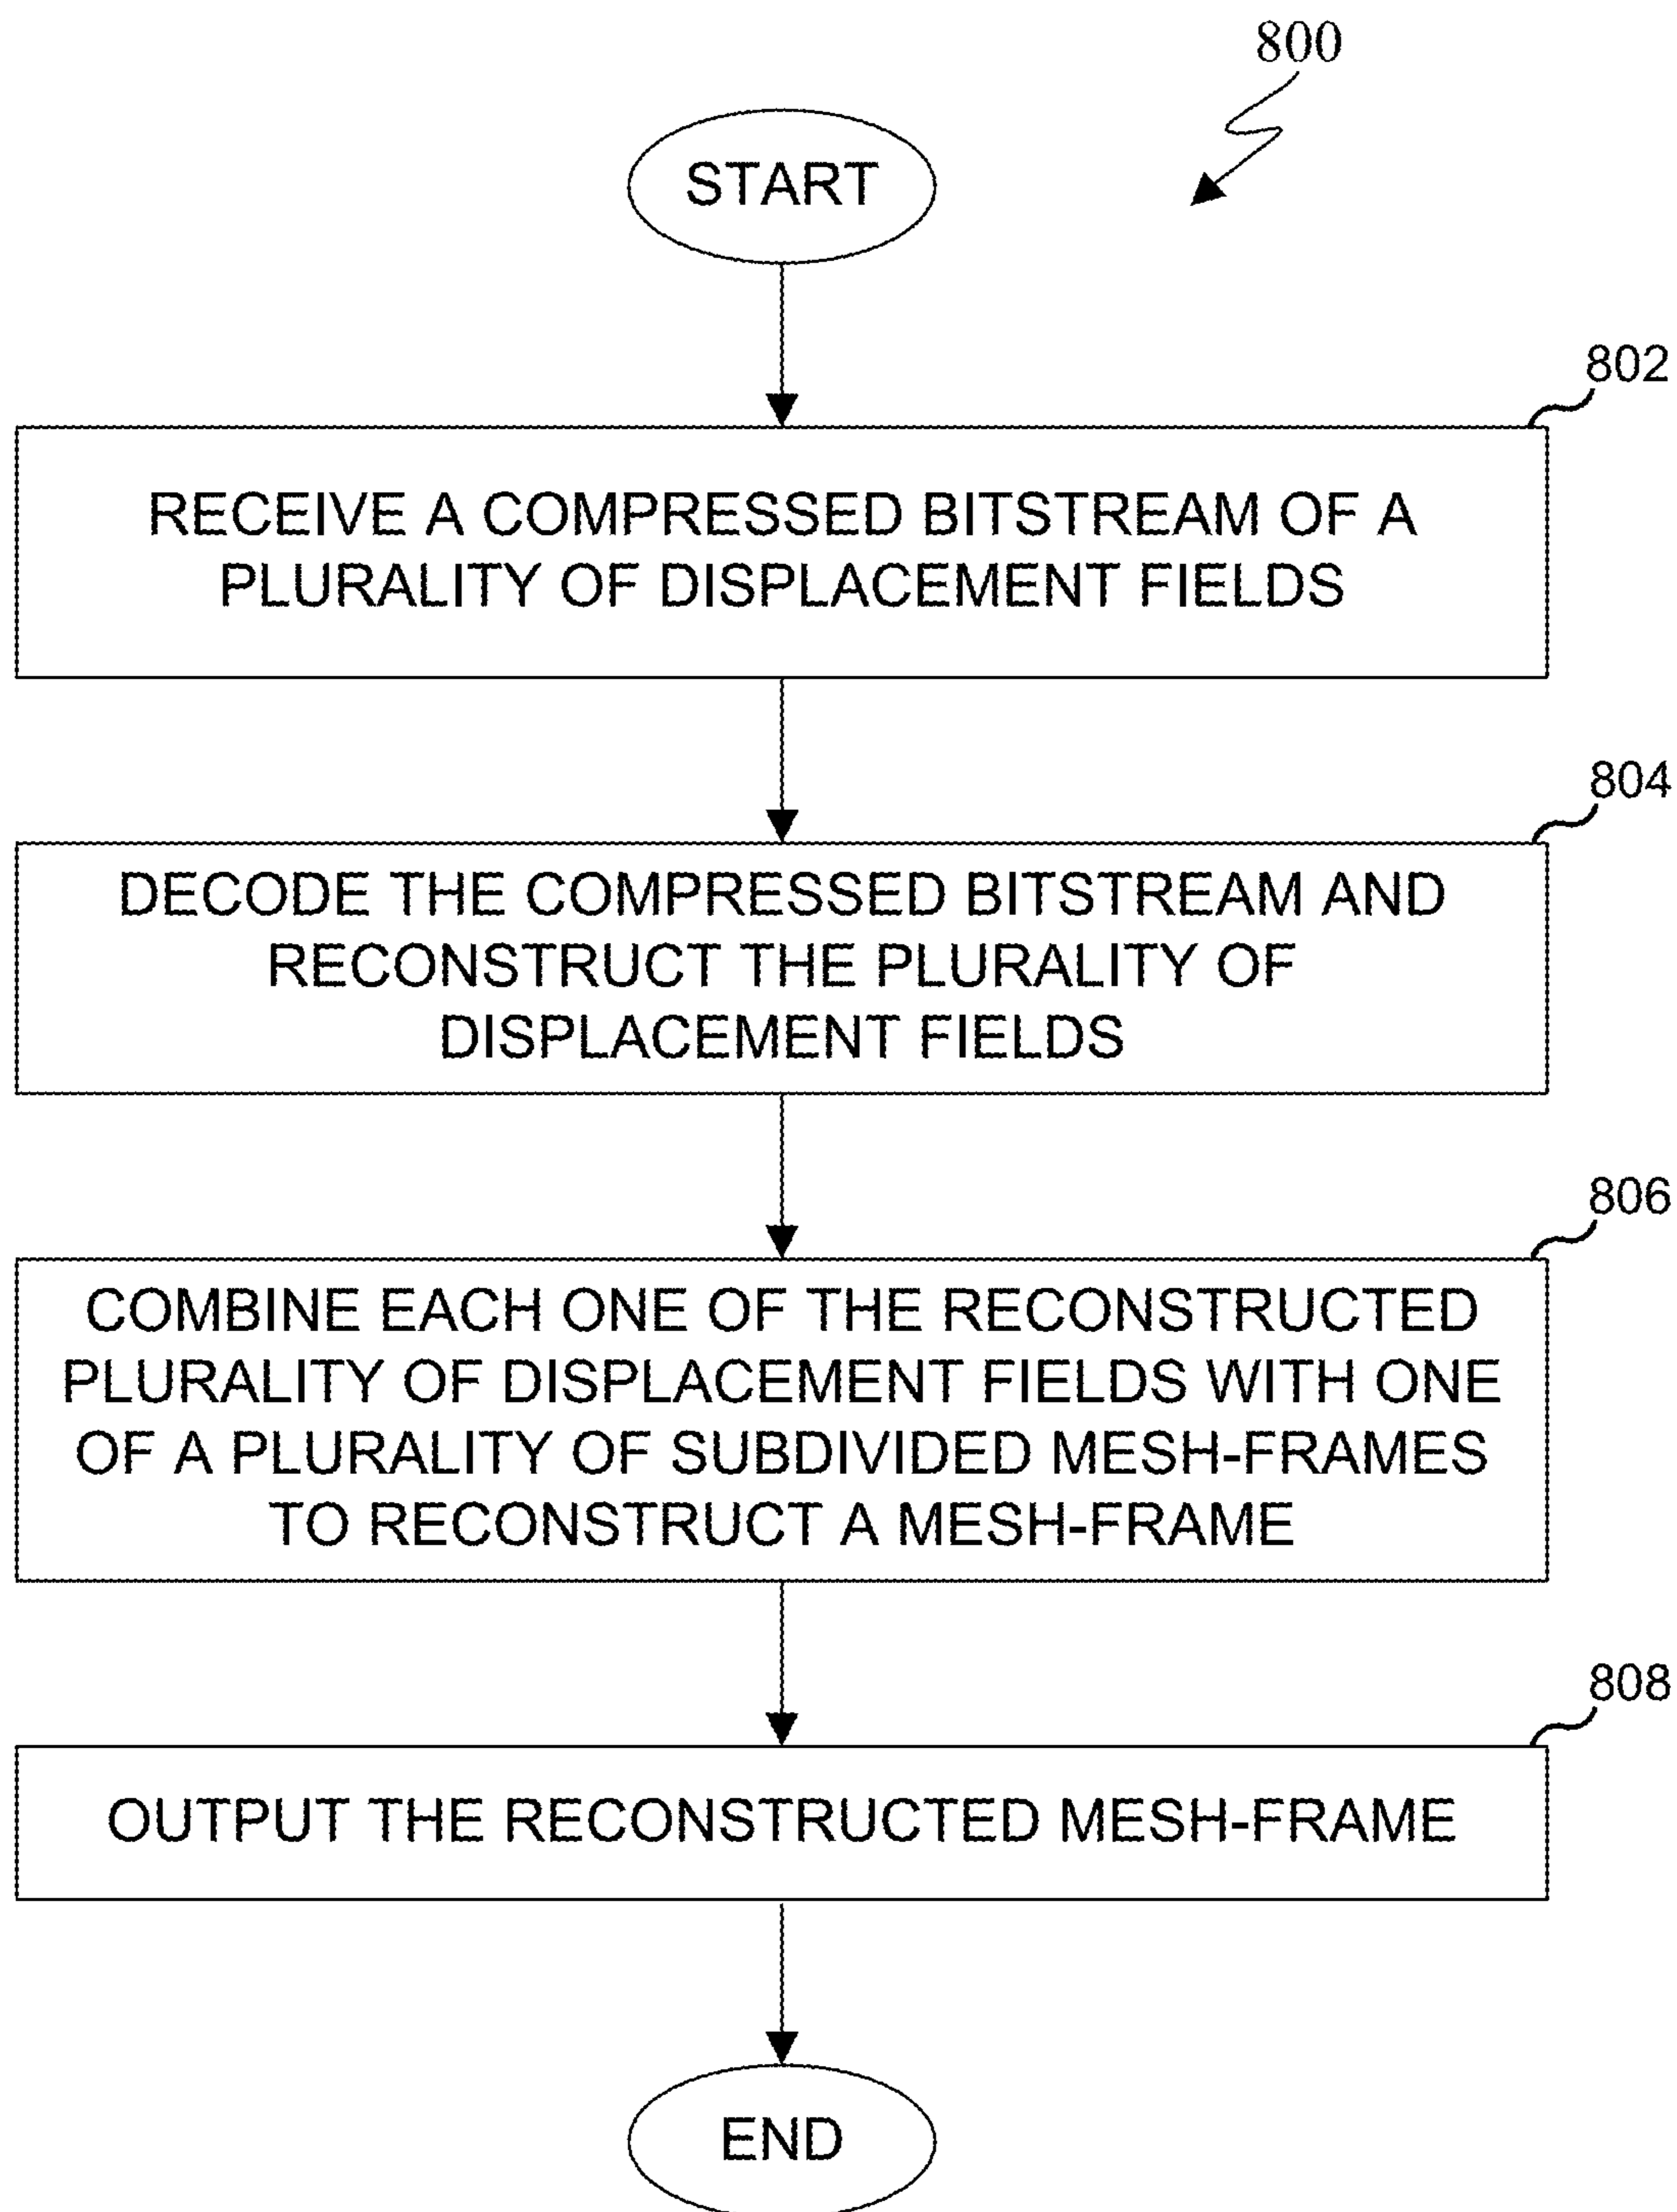 800
START
802
RECEIVE A COMPRESSED BITSTREAM OF A
PLURALITY OF DISPLACEMENT FIELDS
804
DECODE THE COMPRESSED BITSTREAM AND
RECONSTRUCT THE PLURALITY OF
DISPLACEMENT FIELDS
806
COMBINE EACH ONE OF THE RECONSTRUCTED
PLURALITY OF DISPLACEMENT FIELDS WITH ONE
OF A PLURALITY OF SUBDIVIDED MESH-FRAMES
TO RECONSTRUCT A MESH-FRAME
808
OUTPUT THE RECONSTRUCTED MESH-FRAME
END